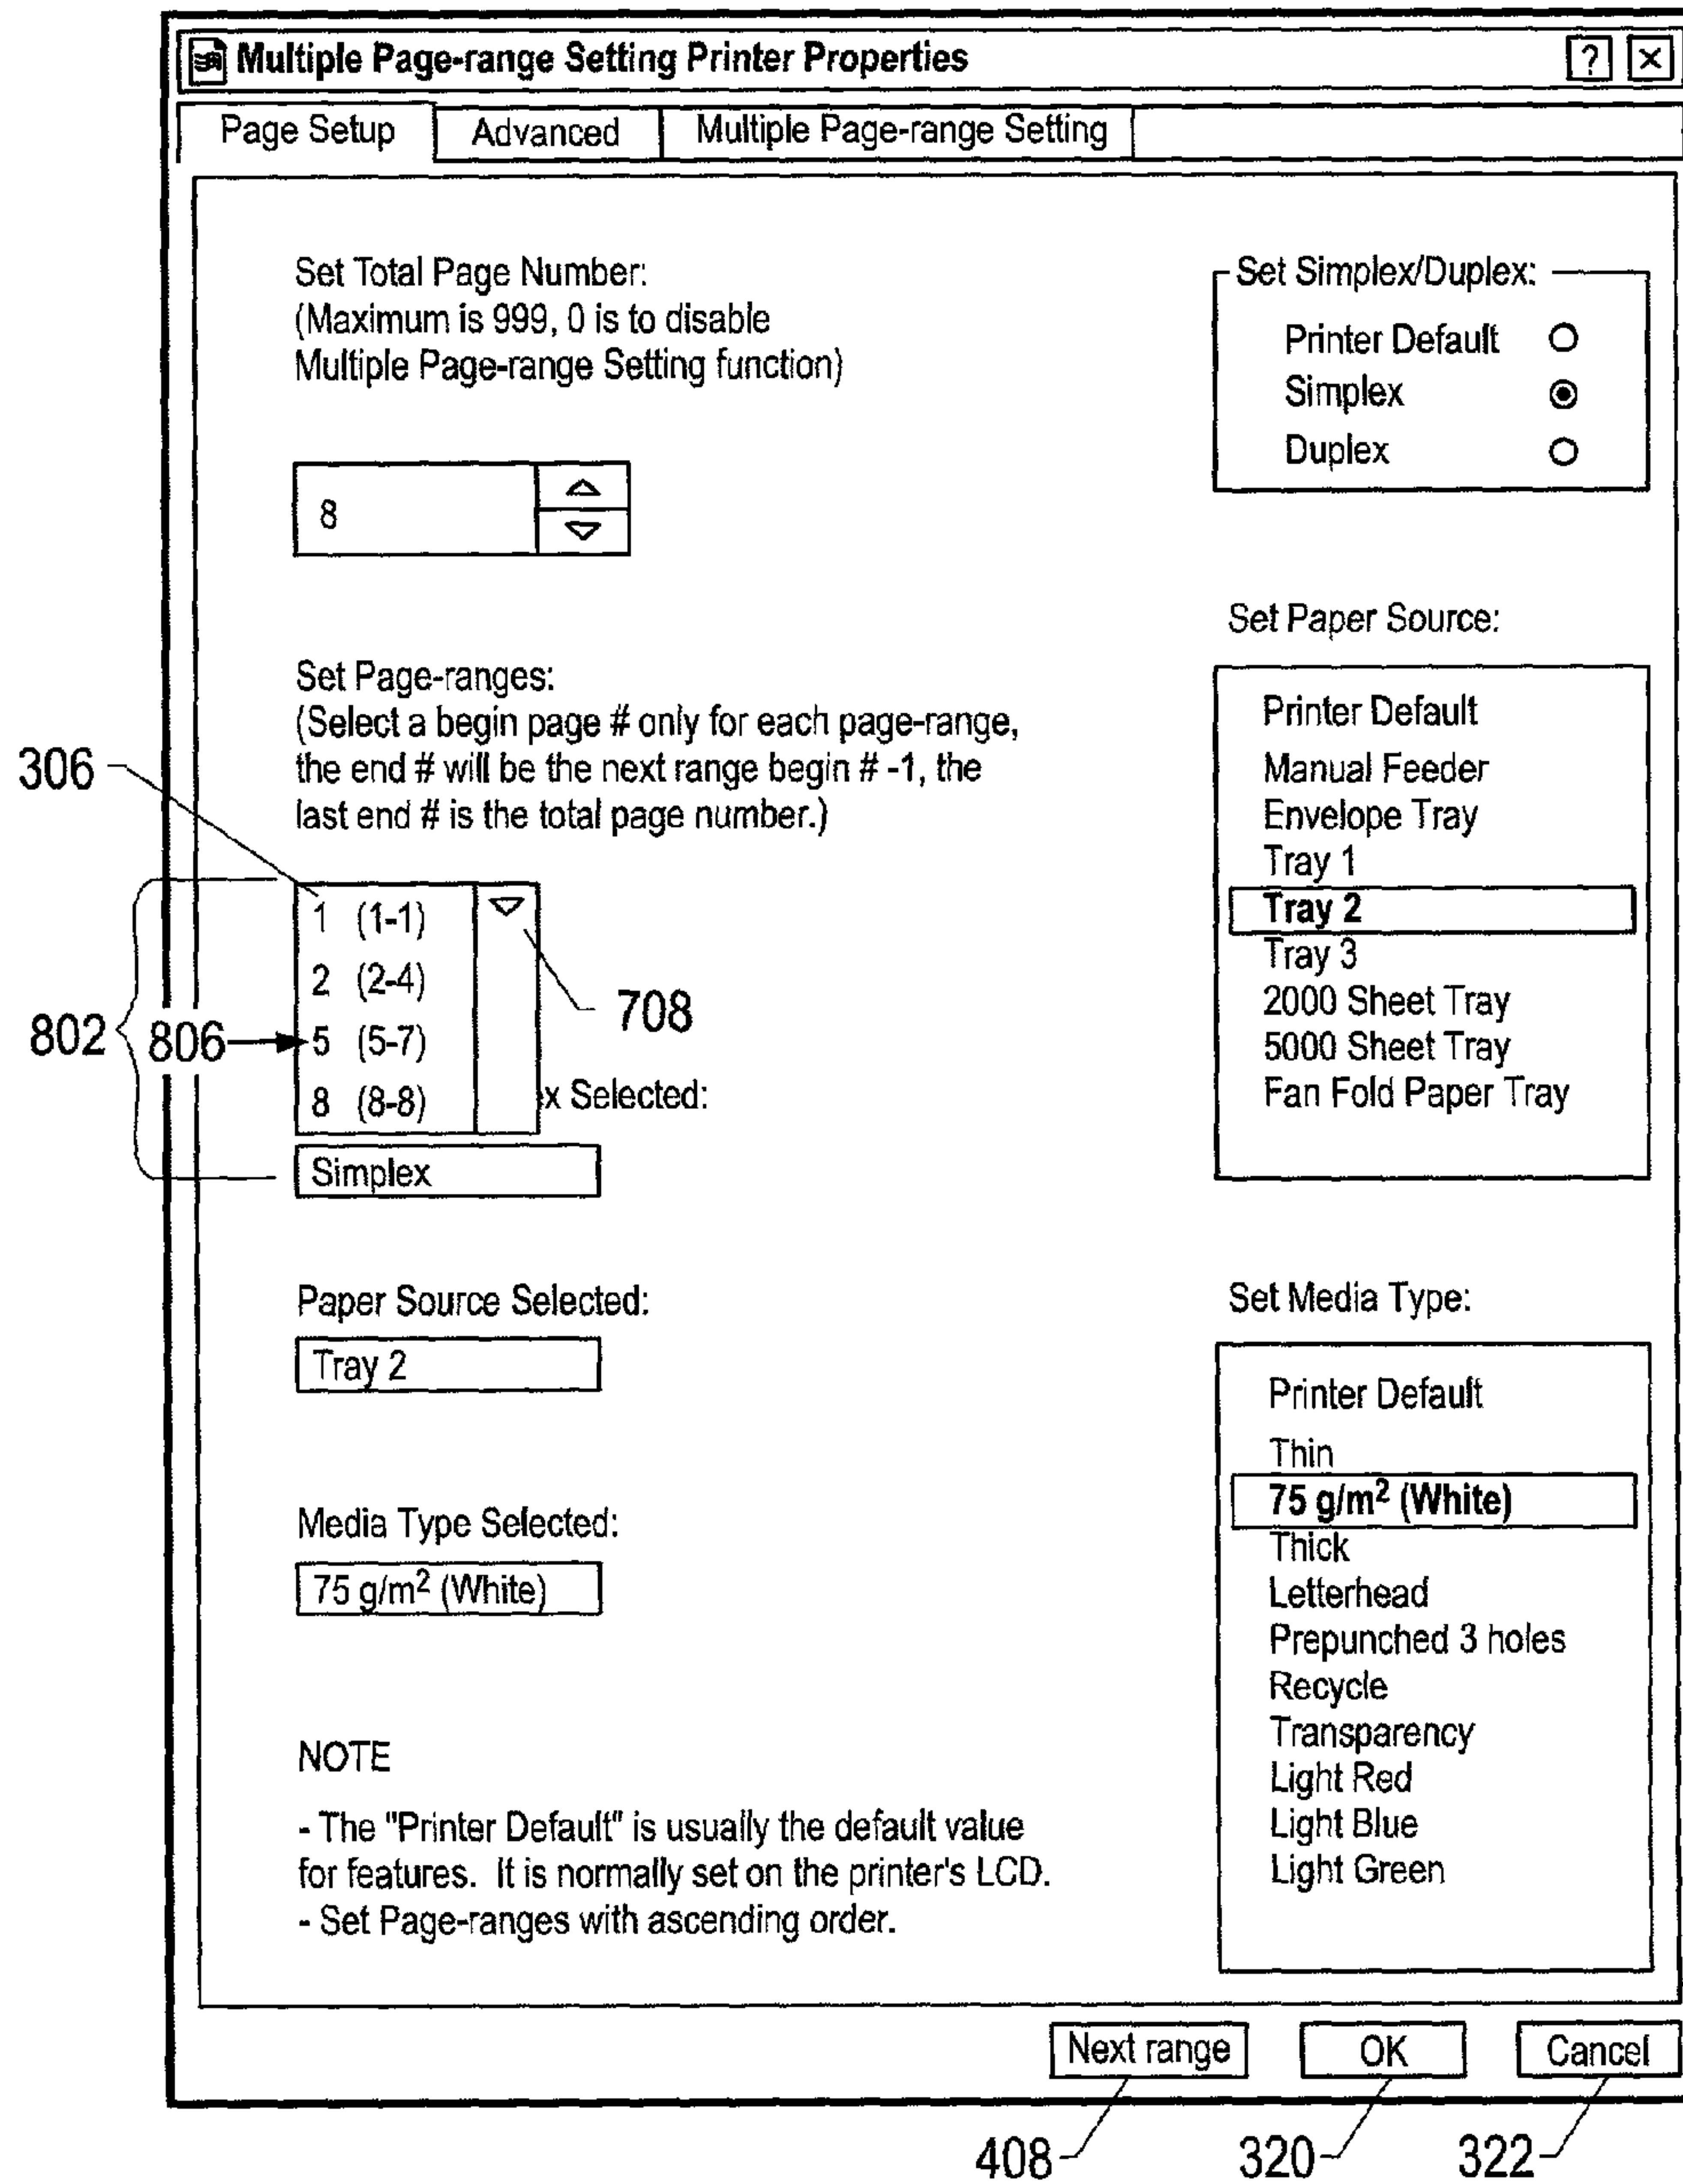 Multiple Page-range Setting Printer Properties ? ×
Page Setup Advanced Multiple Page-range Setting
Set Total Page Number:
(Maximum is 999, 0 is to disable
Multiple Page-range Setting function)
8
Set Page-ranges:
(Select a begin page # only for each page-range,
the end # will be the next range begin # -1, the
last end # is the total page number.)
306
1 (1-1)
2 (2-4)
5 (5-7)
8 (8-8)
708
802
806
x Selected:
Simplex
Paper Source Selected:
Tray 2
Media Type Selected:
75 g/m² (White)
NOTE
- The "Printer Default" is usually the default value
for features. It is normally set on the printer's LCD.
- Set Page-ranges with ascending order.
Set Simplex/Duplex:
Printer Default
Simplex
Duplex
Set Paper Source:
Printer Default
Manual Feeder
Envelope Tray
Tray 1
Tray 2
Tray 3
2000 Sheet Tray
5000 Sheet Tray
Fan Fold Paper Tray
Set Media Type:
Printer Default
Thin
75 g/m² (White)
Thick
Letterhead
Prepunched 3 holes
Recycle
Transparency
Light Red
Light Blue
Light Green
Next range OK Cancel
408 320 322